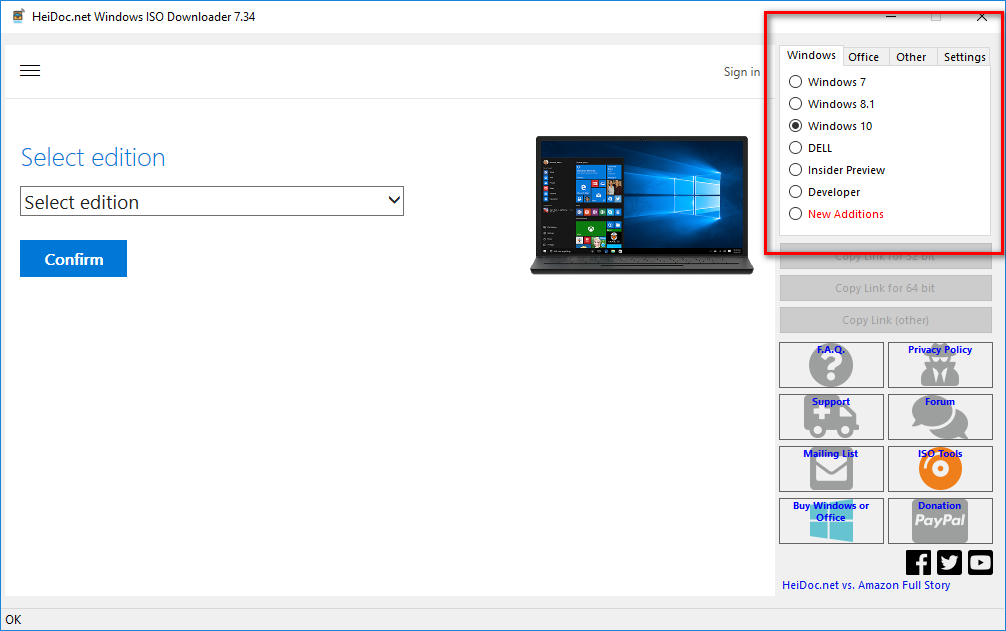 HeiDoc.net Windows ISO Downloader 7.34
Sign in
Select edition
Select edition
Confirm
Windows
Office
Other
Settings
Windows 7
Windows 8.1
Windows 10
DELL
Insider Preview
Developer
New Additions
Copy Link for 32 bit
Copy Link for 64 bit
Copy Link (other)
F.A.Q.
Privacy Policy
Support
Forum
Mailing List
ISO Tools
Buy Windows or
Office
Donation
PayPal
HeiDoc.net vs. Amazon Full Story
OK